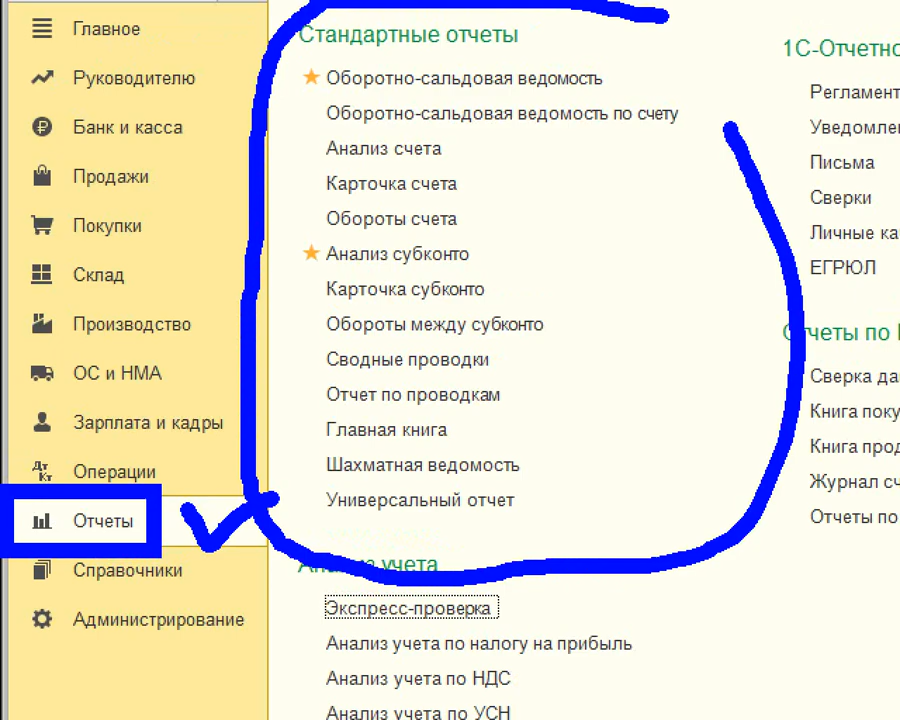 Главное
Руководителю
Банк и касса
Продажи
Покупки
Склад
Производство
ОС и НМА
Зарплата и кадры
Операции
Отчеты
Справочники
Администрирование
Стандартные отчеты
Оборотно-сальдовая ведомость
Оборотно-сальдовая ведомость по счету
Анализ счета
Карточка счета
Обороты счета
Анализ субконто
Карточка субконто
Обороты между субконто
Сводные проводки
Отчет по проводкам
Главная книга
Шахматная ведомость
Универсальный отчет
Анализ учета
Экспресс-проверка
Анализ учета по налогу на прибыль
Анализ учета по НДС
Анализ учета по УСН
1С-Отчетно
Регламент
Уведомле
Письма
Сверки
Личные ка
ЕГРЮЛ
Отчеты по
Сверка да
Книга поку
Книга прод
Журнал сч
Отчеты по